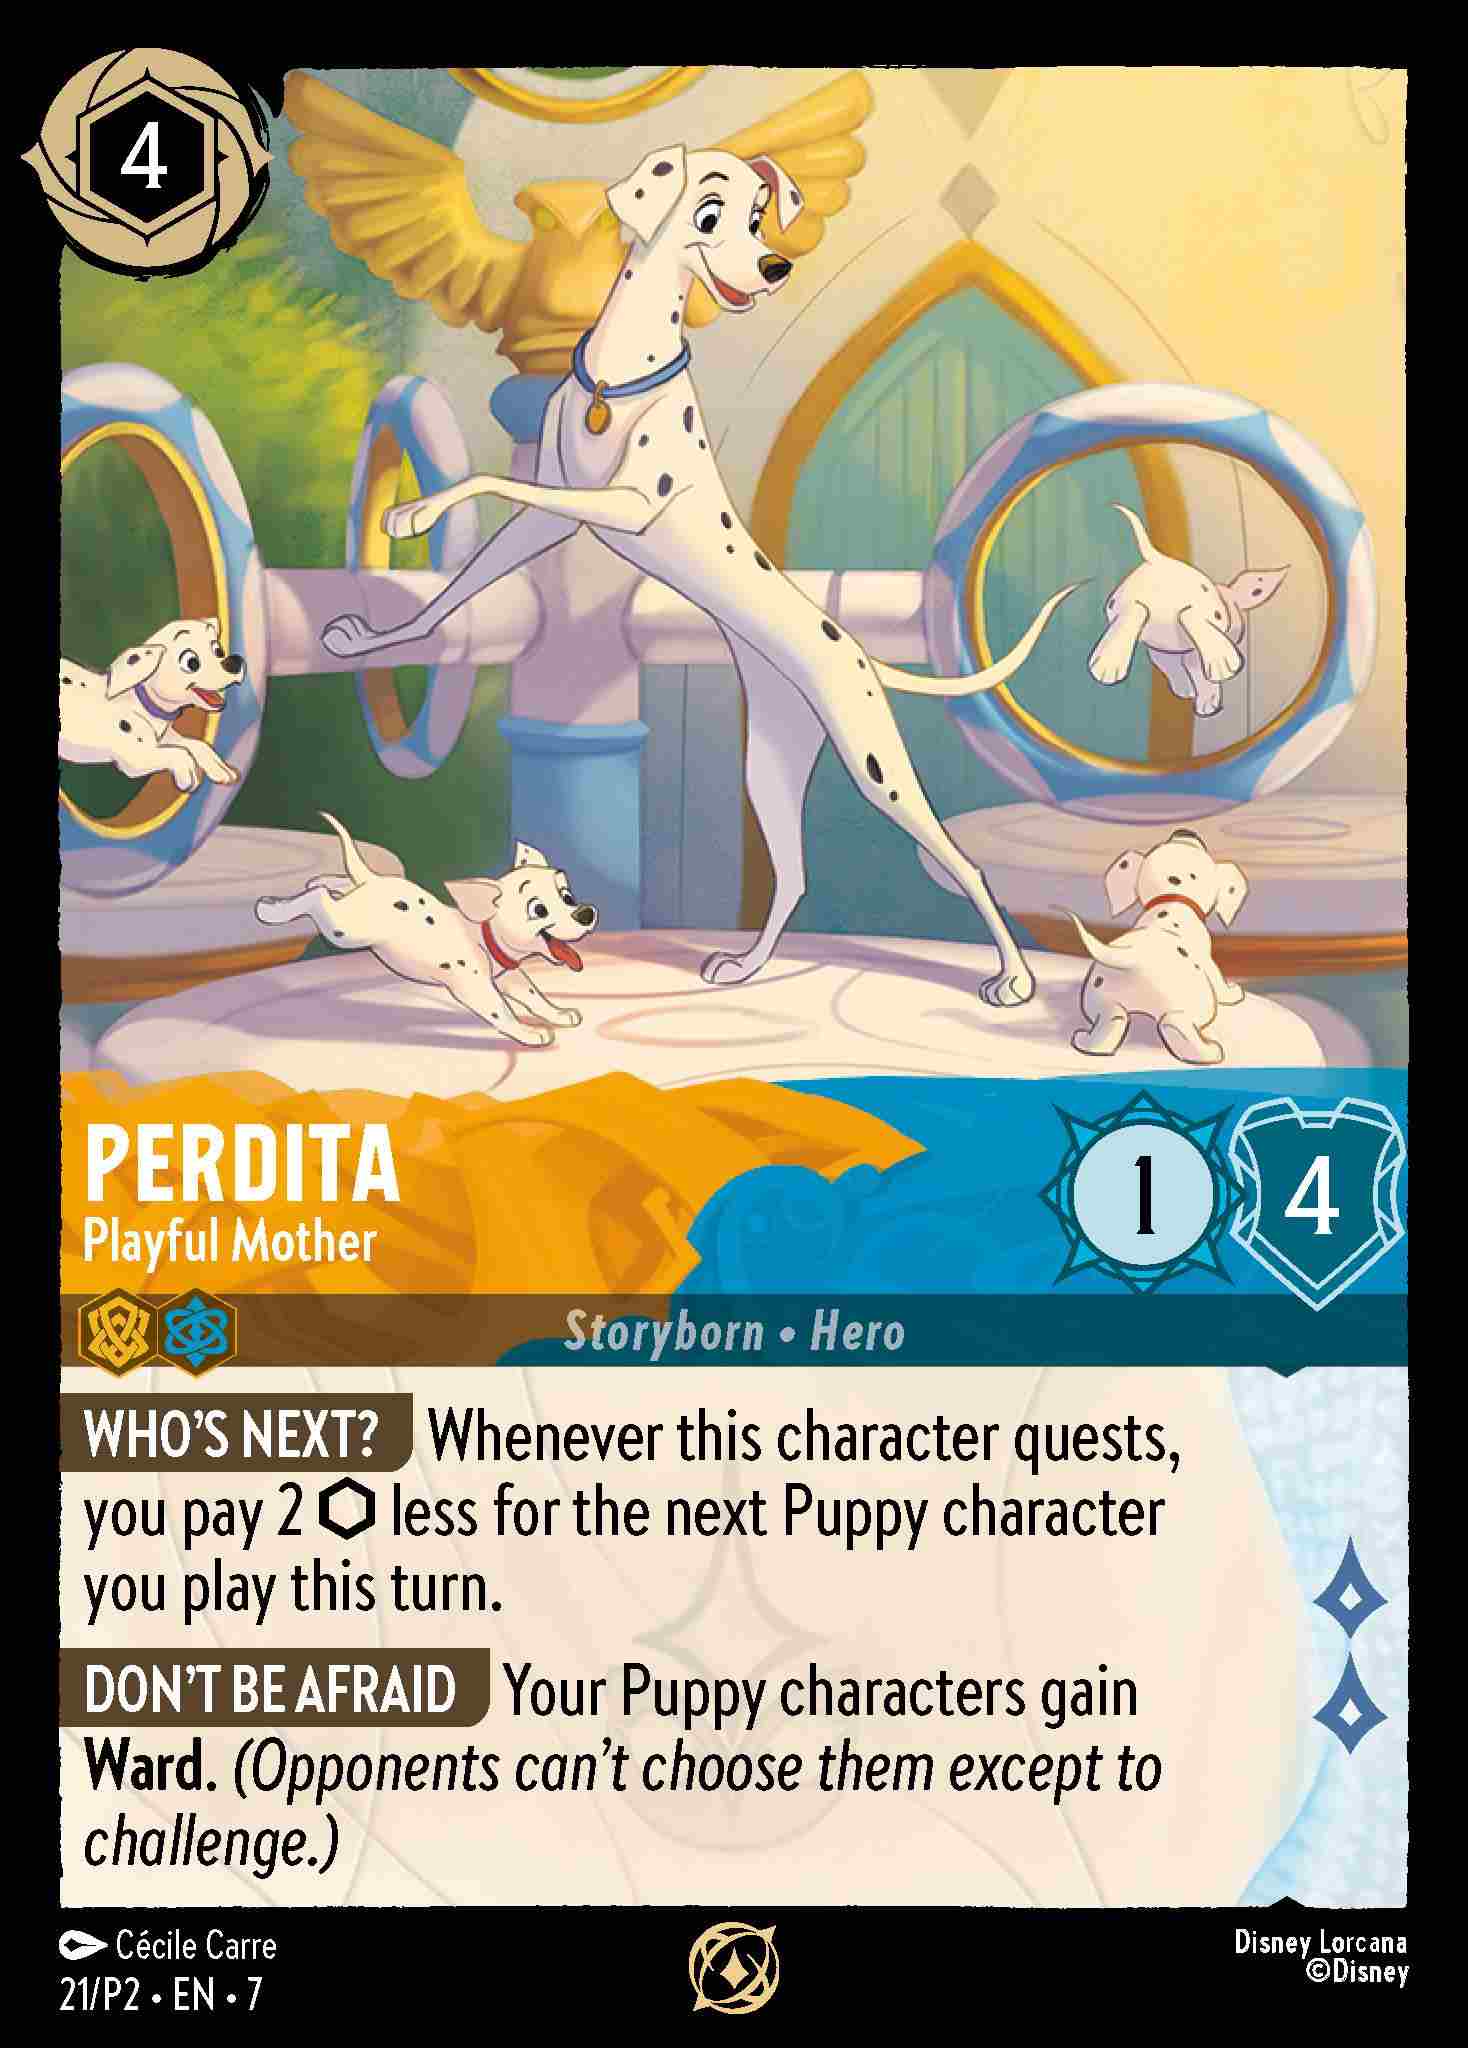 4
PERDITA
Playful Mother
1
4
Storyborn • Hero
WHO'S NEXT? Whenever this character quests,
you pay 2 ⬡ less for the next Puppy character
you play this turn.
DON'T BE AFRAID Your Puppy characters gain
Ward. (Opponents can't choose them except to
challenge.)
Cécile Carre
21/P2 • EN • 7
Disney Lorcana
©Disney